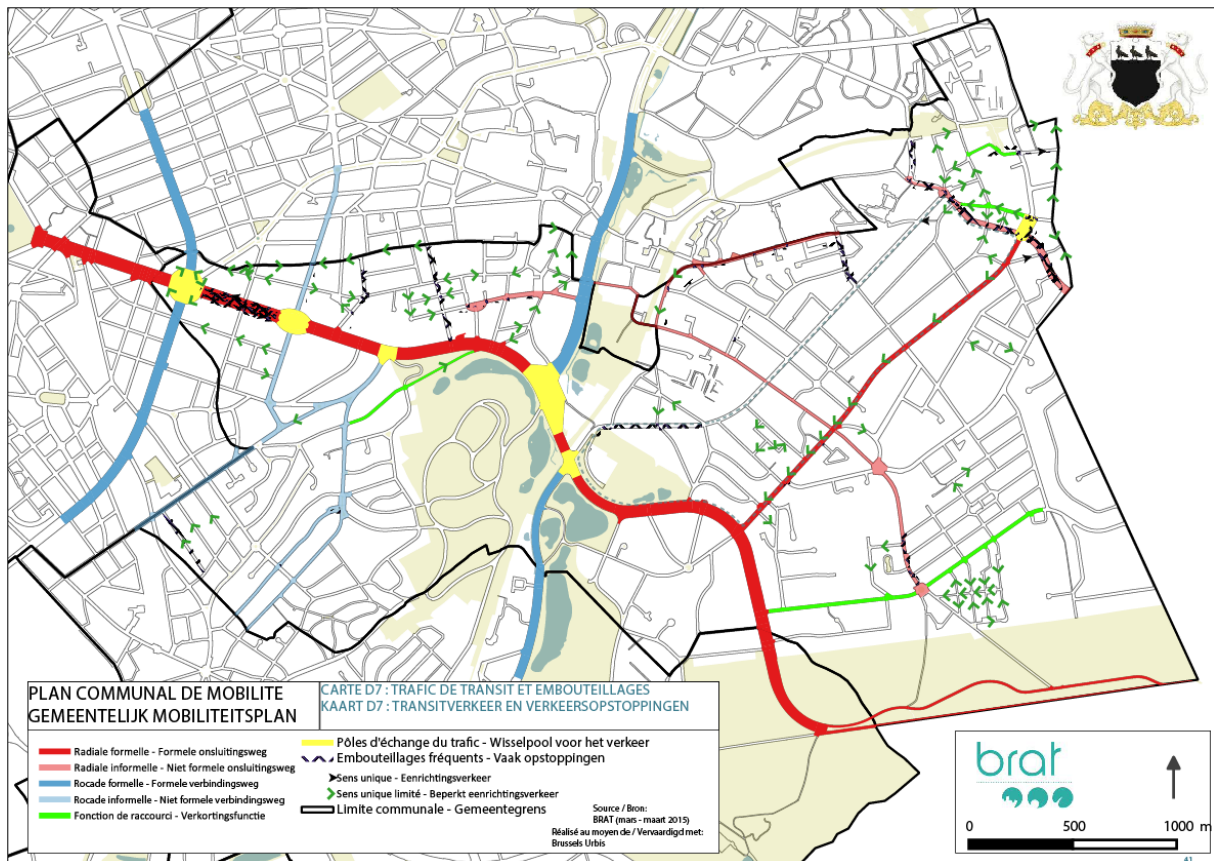 PLAN COMMUNAL DE MOBILITE
GEMEENTELIJK MOBILITEITSPLAN
CARTE D7 : TRAFIC DE TRANSIT ET EMBOUTEILLAGES
KAART D7 : TRANSITVERKEER EN VERKEERSOPSTOPPINGEN
Radiale formelle - Formele onsluitingsweg
Radiale informelle - Niet formele onsluitingsweg
Rocade formelle - Formele verbindingsweg
Rocade informelle - Niet formele verbindingsweg
Fonction de raccourci - Verkortingsfunctie
Pôles d'échange du trafic - Wisselpool voor het verkeer
Embouteillages fréquents - Vaak opstoppingen
Sens unique - Eenrichtingsverkeer
Sens unique limité - Beperkt eenrichtingsverkeer
Limite communale - Gemeentegrens
Source / Bron:
BRAT (mars - maart 2015)
Réalisé au moyen de / Vervaardigd met:
Brussels Urbis
brat
0 500 1000 m
41